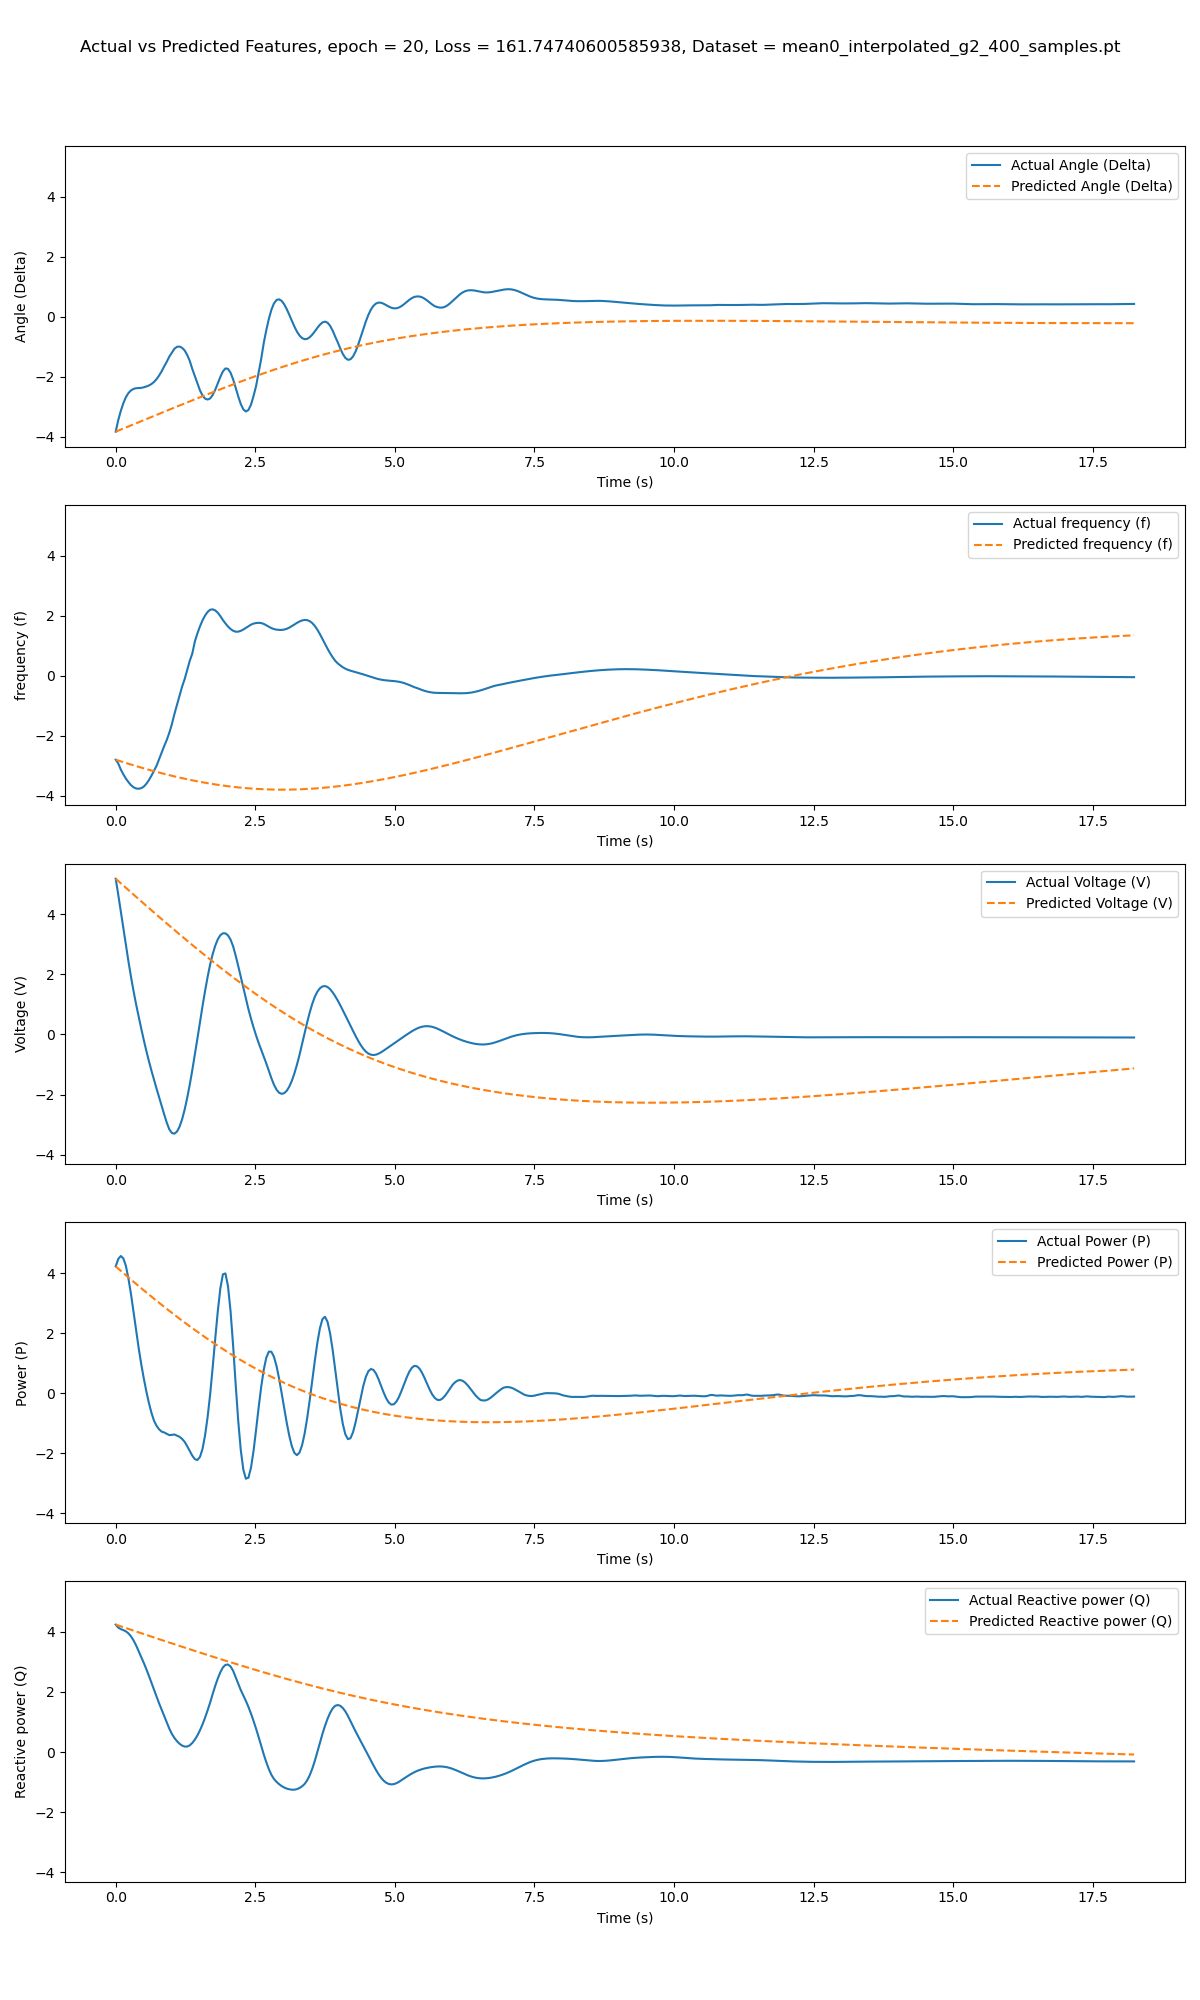 Actual vs Predicted Features, epoch = 20, Loss = 161.74740600585938, Dataset = mean0_interpolated_g2_400_samples.pt
Actual Angle (Delta)
Predicted Angle (Delta)
Angle (Delta)
4
2
0
−2
−4
0.0 2.5 5.0 7.5 10.0 12.5 15.0 17.5
Time (s)
Actual frequency (f)
Predicted frequency (f)
frequency (f)
4
2
0
−2
−4
0.0 2.5 5.0 7.5 10.0 12.5 15.0 17.5
Time (s)
Actual Voltage (V)
Predicted Voltage (V)
Voltage (V)
4
2
0
−2
−4
0.0 2.5 5.0 7.5 10.0 12.5 15.0 17.5
Time (s)
Actual Power (P)
Predicted Power (P)
Power (P)
4
2
0
−2
−4
0.0 2.5 5.0 7.5 10.0 12.5 15.0 17.5
Time (s)
Actual Reactive power (Q)
Predicted Reactive power (Q)
Reactive power (Q)
4
2
0
−2
−4
0.0 2.5 5.0 7.5 10.0 12.5 15.0 17.5
Time (s)